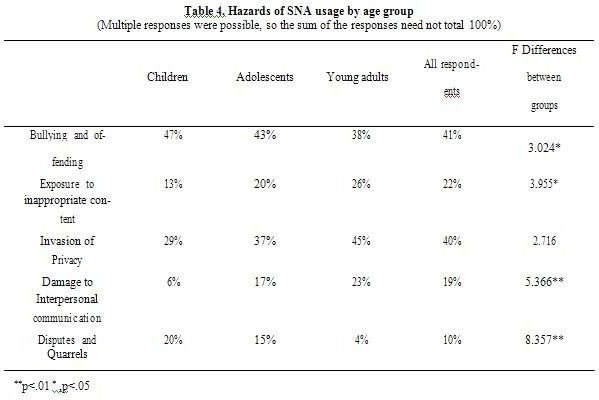 Table 4. Hazards of SNA usage by age group
(Multiple responses were possible, so the sum of the responses need not total 100%)
Children Adolescents Young adults All respond-ents F Differences between groups
Bullying and of-fending 47% 43% 38% 41% 3.024*
Exposure to inappropriate con-tent 13% 20% 26% 22% 3.955*
Invasion of Privacy 29% 37% 45% 40% 2.716
Damage to Interpersonal communication 6% 17% 23% 19% 5.366**
Disputes and Quarrels 20% 15% 4% 10% 8.357**
**p<.01 *,p<.05